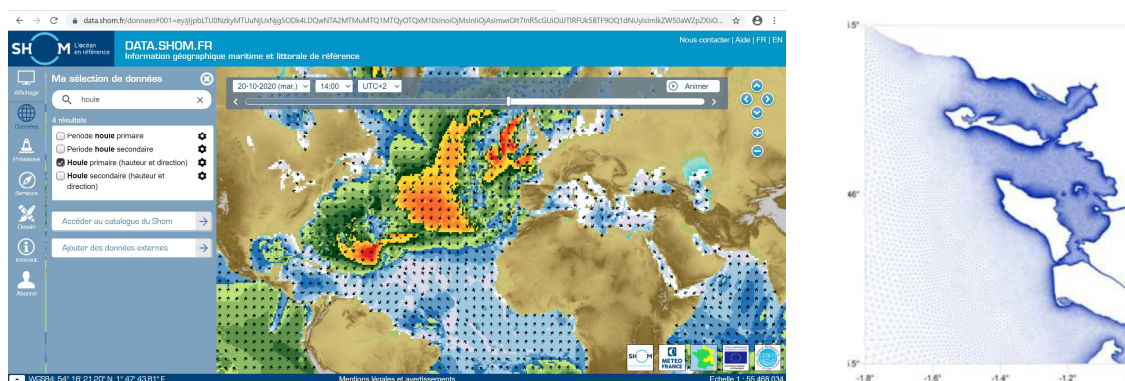 data.shom.fr/donnees#001=
SHOM L'océan en référence
DATA.SHOM.FR
Information géographique maritime et littorale de référence
Nous contacter | Aide | FR | EN
Affichage
Données
Prévisions
Services
Dessin
Internaut.
Abonné
Ma sélection de données
houle
4 résultats
Période houle primaire
Période houle secondaire
Houle primaire (hauteur et direction)
Houle secondaire (hauteur et
direction)
Accéder au catalogue du Shom
Ajouter des données externes
20-10-2020 (mar.) 14:00 UTC+2 Animer
SHOM
METEO FRANCE
WGS84 54° 16' 21.20" N 1° 47' 43.81" E
Mentions légales et avertissements
Echelle 1 : 55 468 034
46°
-1.8° -1.6° -1.4° -1.2°